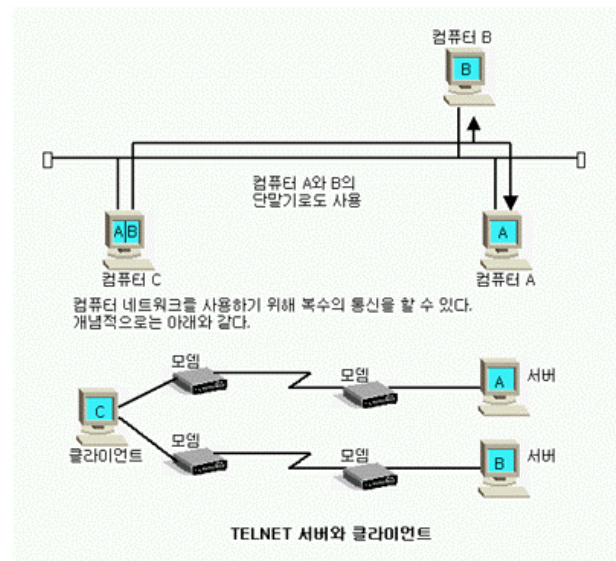 컴퓨터 B
B
컴퓨터 A와 B의
단말기로도 사용
A B
A
컴퓨터 C
컴퓨터 A
컴퓨터 네트워크를 사용하기 위해 복수의 통신을 할 수 있다.
개념적으로는 아래와 같다.
모뎀
모뎀
A
서버
C
클라이언트
모뎀
모뎀
B
서버
TELNET 서버와 클라이언트